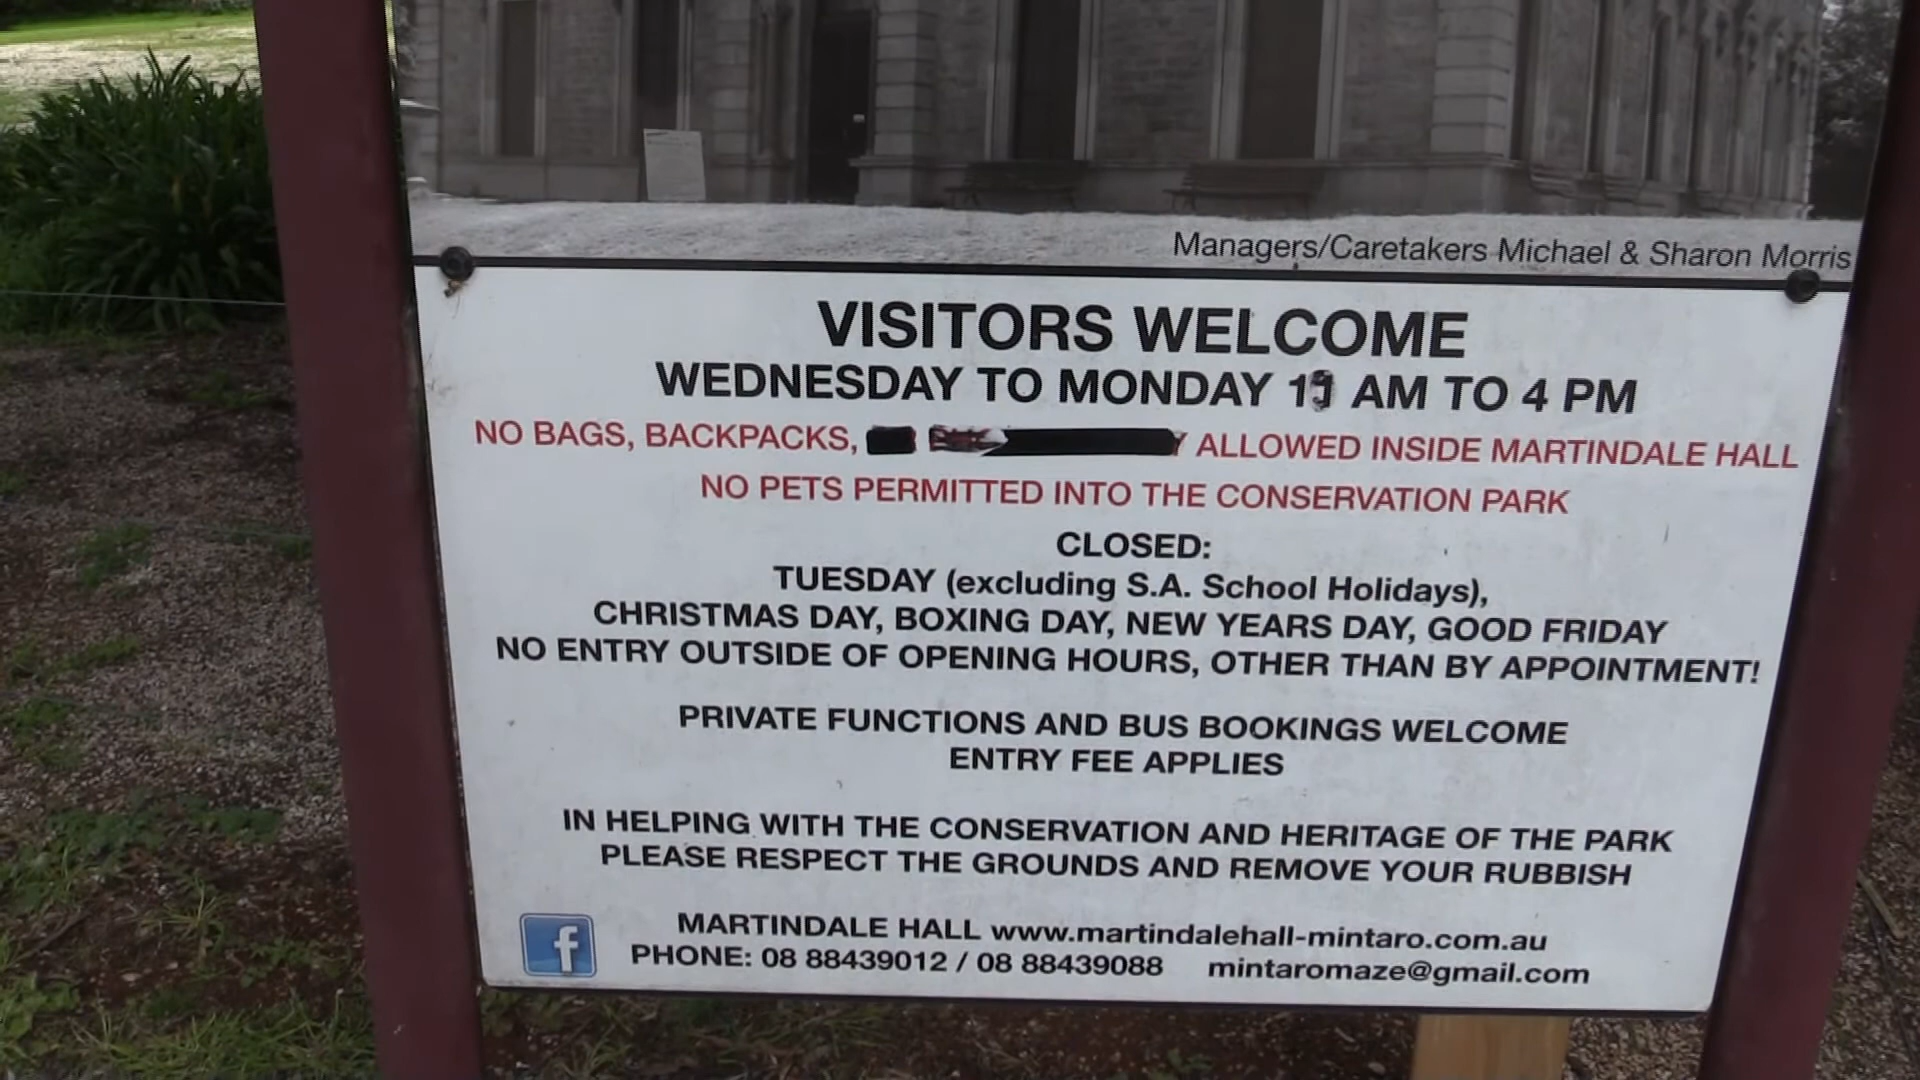 Managers/Caretakers Michael & Sharon Morris
VISITORS WELCOME
WEDNESDAY TO MONDAY 11 AM TO 4 PM
NO BAGS, BACKPACKS, ALLOWED INSIDE MARTINDALE HALL
NO PETS PERMITTED INTO THE CONSERVATION PARK
CLOSED:
TUESDAY (excluding S.A. School Holidays),
CHRISTMAS DAY, BOXING DAY, NEW YEARS DAY, GOOD FRIDAY
NO ENTRY OUTSIDE OF OPENING HOURS, OTHER THAN BY APPOINTMENT!
PRIVATE FUNCTIONS AND BUS BOOKINGS WELCOME
ENTRY FEE APPLIES
IN HELPING WITH THE CONSERVATION AND HERITAGE OF THE PARK
PLEASE RESPECT THE GROUNDS AND REMOVE YOUR RUBBISH
f MARTINDALE HALL www.martindalehall-mintaro.com.au
PHONE: 08 88439012 / 08 88439088 mintaromaze@gmail.com